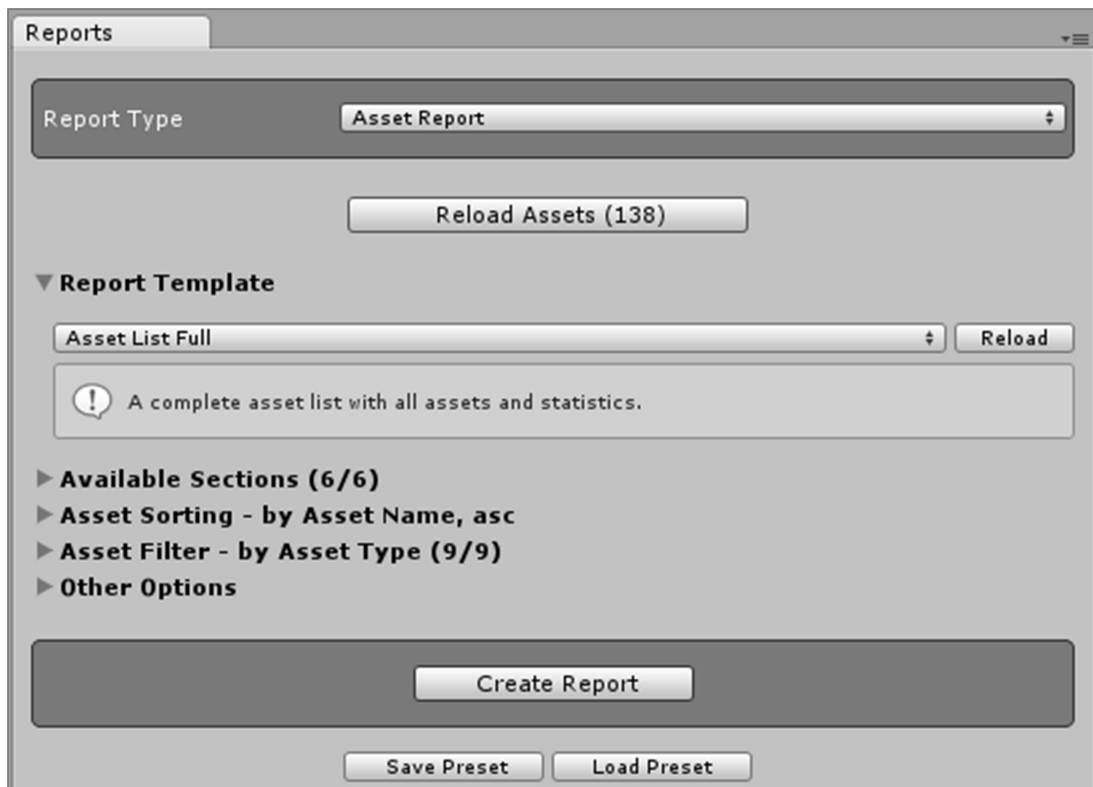 Reports
Report Type
Asset Report
Reload Assets (138)
Report Template
Asset List Full
Reload
A complete asset list with all assets and statistics.
Available Sections (6/6)
Asset Sorting - by Asset Name, asc
Asset Filter - by Asset Type (9/9)
Other Options
Create Report
Save Preset
Load Preset